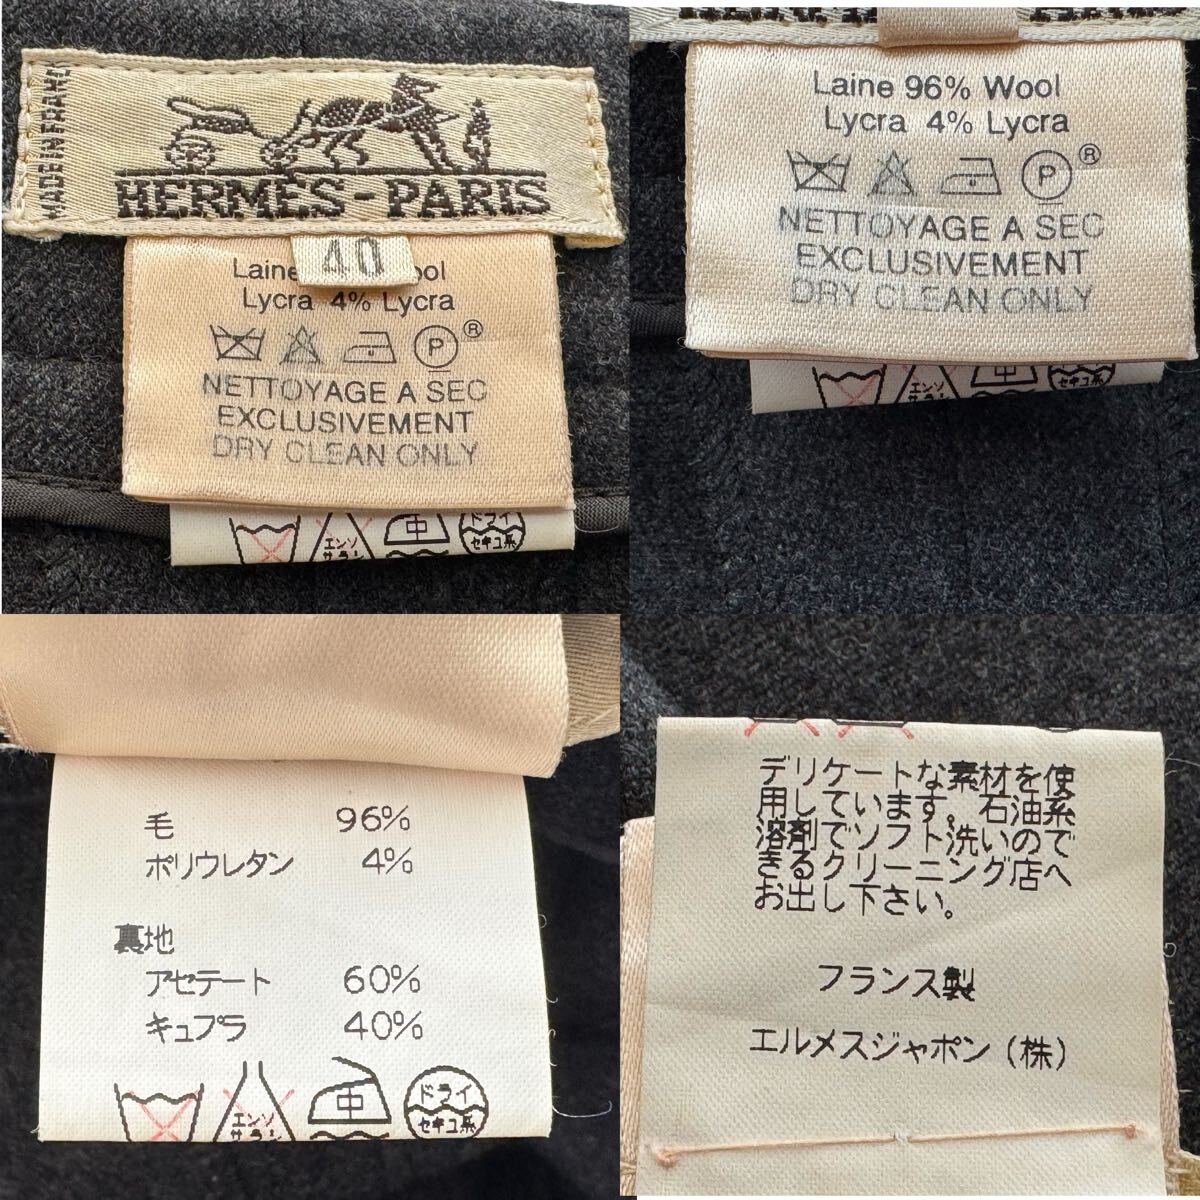 MADE IN FRANCE
HERMES-PARIS
40
Laine ool
Lycra 4% Lycra
P ®
NETTOYAGE A SEC
EXCLUSIVEMENT
DRY CLEAN ONLY
エンソ
サラシ
中
ドライ
セキユ系
Laine 96% Wool
Lycra 4% Lycra
P ®
NETTOYAGE A SEC
EXCLUSIVEMENT
DRY CLEAN ONLY
エンソ
セキユ系
毛 96%
ポリウレタン 4%
裏地
アセテート 60%
キュプラ 40%
エンソ
サラシ
中
ドライ
セキユ系
デリケートな素材を使
用しています。石油系
溶剤でソフト洗いので
きるクリーニング店へ
お出し下さい。
フランス製
エルメスジャポン(株)